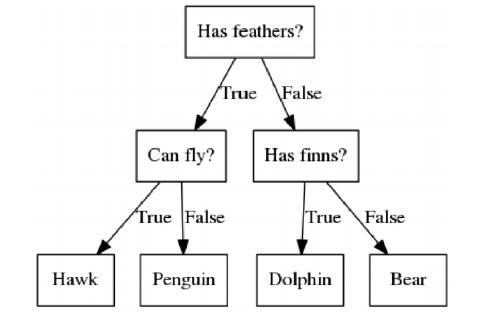 Has feathers?
True
False
Can fly?
Has finns?
True
False
True
False
Hawk
Penguin
Dolphin
Bear